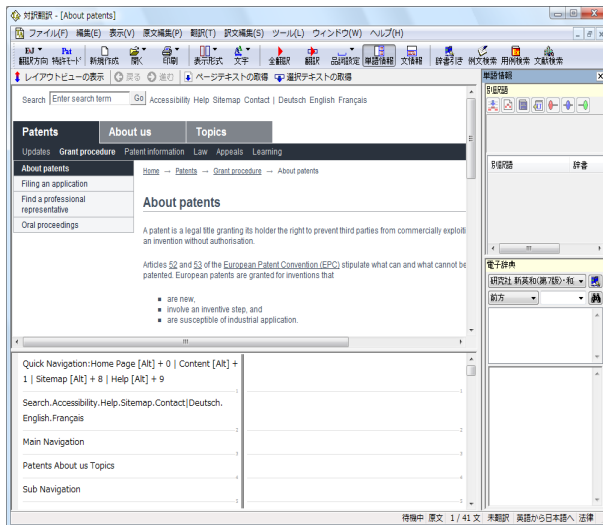 対訳翻訳 - [About patents]
ファイル(F) 編集(E) 表示(V) 原文編集(P) 翻訳(T) 訳文編集(S) ツール(L) ウィンドウ(W) ヘルプ(H)
EJ Pat
翻訳方向 特許モード 新規作成 開く 印刷 表示形式 文字 全翻訳 翻訳 品詞設定 単語情報 文情報 辞書引き 例文検索 用例検索 文献検索
レイアウトビューの表示 戻る 進む ページテキストの取得 選択テキストの取得
Search Enter search term Go Accessibility Help Sitemap Contact | Deutsch English Français
Patents About us Topics
Updates Grant procedure Patent information Law Appeals Learning
About patents
Filing an application
Find a professional
representative
Oral proceedings
Home → Patents → Grant procedure → About patents
About patents
A patent is a legal title granting its holder the right to prevent third parties from commercially exploiti
an invention without authorisation.
Articles 52 and 53 of the European Patent Convention (EPC) stipulate what can and what cannot be
patented. European patents are granted for inventions that
are new,
involve an inventive step, and
are susceptible of industrial application.
単語情報
別訳語
別訳語 辞書
電子辞典
研究社 新英和(第7版)・和
前方
Quick Navigation:Home Page [Alt] + 0 | Content [Alt] +
1 | Sitemap [Alt] + 8 | Help [Alt] + 9
1 1
Search.Accessibility.Help.Sitemap.Contact|Deutsch.
English.Français
2 2
Main Navigation
3 3
Patents About us Topics
4 4
Sub Navigation
5 5
待機中 原文 1 / 41 文 未翻訳 英語から日本語へ 法律